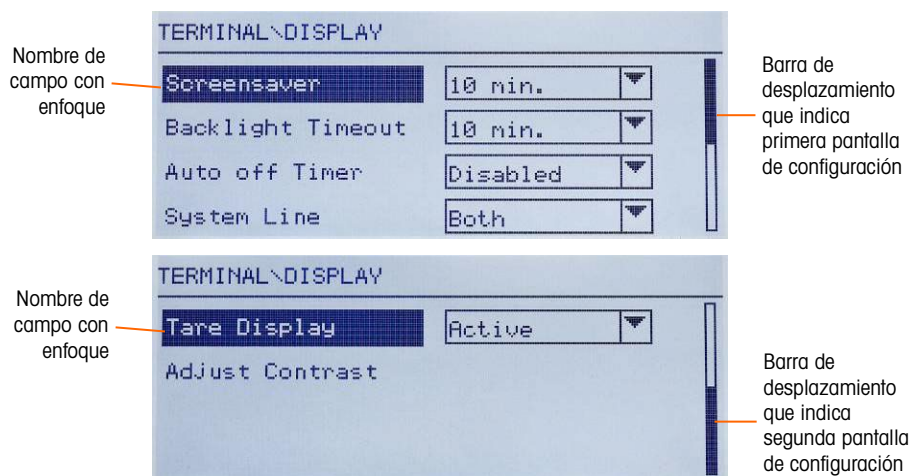 TERMINAL\DISPLAY
Nombre de
campo con
enfoque
Screensaver 10 min.
Backlight Timeout 10 min.
Auto off Timer Disabled
System Line Both
Barra de
desplazamiento
que indica
primera pantalla
de configuración
TERMINAL\DISPLAY
Nombre de
campo con
enfoque
Tare Display Active
Adjust Contrast
Barra de
desplazamiento
que indica
segunda pantalla
de configuración